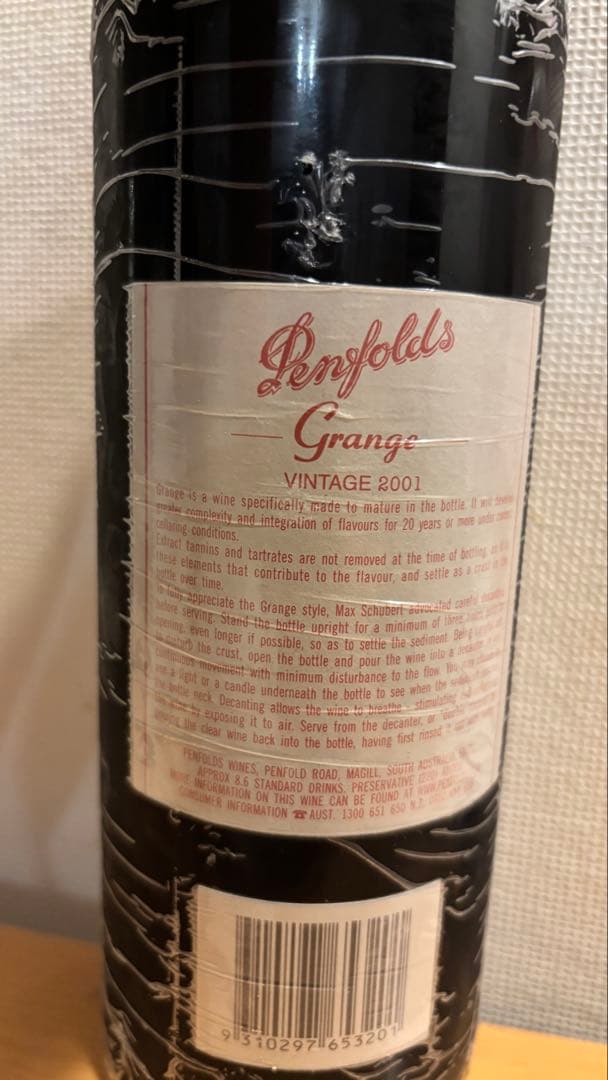 Penfolds
Grange
VINTAGE 2001
Grange is a wine specifically made to mature in the bottle. It will develop
greater complexity and integration of flavours for 20 years or more under
cellaring conditions.
Extract tannins and tartrates are not removed at the time of bottling,
these elements that contribute to the flavour, and settle as a crust in the
bottle over time.
To fully appreciate the Grange style, Max Schubert advocated careful decanting
before serving. Stand the bottle upright for a minimum of three
opening, even longer if possible, so as to settle the sediment. Being
to disturb the crust, open the bottle and pour the wine into a decanter
continuous movement with minimum disturbance to the flow. You
use a light or a candle underneath the bottle to see when the
the bottle neck. Decanting allows the wine to breathe - stimulating
the wine by exposing it to air. Serve from the decanter, or
the clear wine back into the bottle, having first rinsed it
PENFOLDS WINES, PENFOLD ROAD, MAGILL, SOUTH AUSTRALIA
APPROX 8.6 STANDARD DRINKS. PRESERVATIVE
MORE INFORMATION ON THIS WINE CAN BE FOUND AT
CONSUMER INFORMATION ☎ AUST. 1300 651 650 N.Z.
9 310297 653201